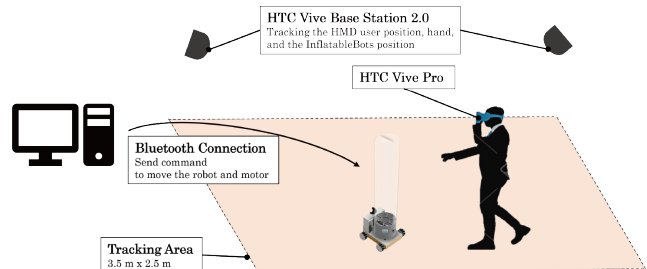 HTC Vive Base Station 2.0
Tracking the HMD user position, hand,
and the InflatableBots position
HTC Vive Pro
Bluetooth Connection
Send command
to move the robot and motor
Tracking Area
3.5 m x 2.5 m